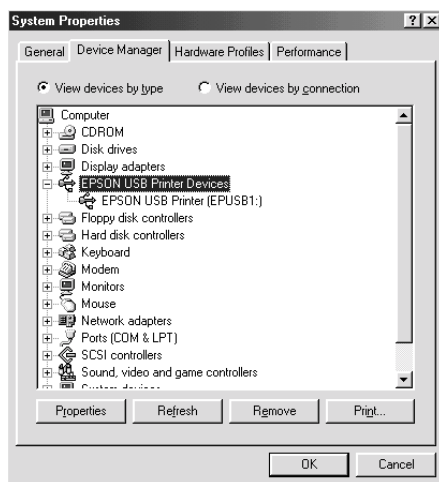 System Properties
General Device Manager Hardware Profiles Performance
View devices by type View devices by connection
Computer
CDROM
Disk drives
Display adapters
EPSON USB Printer Devices
EPSON USB Printer (EPUSB1:)
Floppy disk controllers
Hard disk controllers
Keyboard
Modem
Monitors
Mouse
Network adapters
Ports (COM & LPT)
SCSI controllers
Sound, video and game controllers
System devices
Properties Refresh Remove Print...
OK Cancel